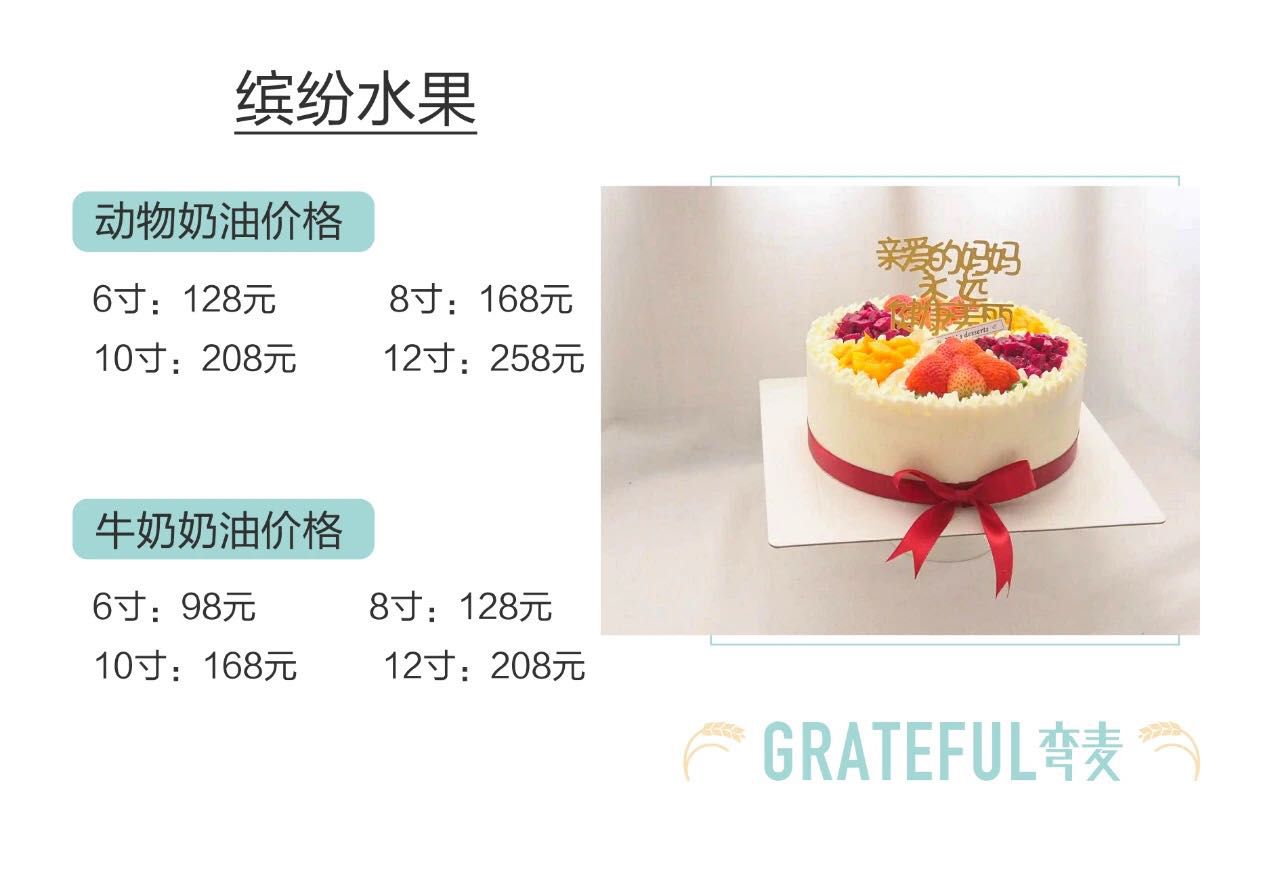 缤纷水果
动物奶油价格
6寸：128元 8寸：168元
10寸：208元 12寸：258元
牛奶奶油价格
6寸：98元 8寸：128元
10寸：168元 12寸：208元
亲爱的妈妈
永远
健康美丽
desserts
GRATEFUL弯麦